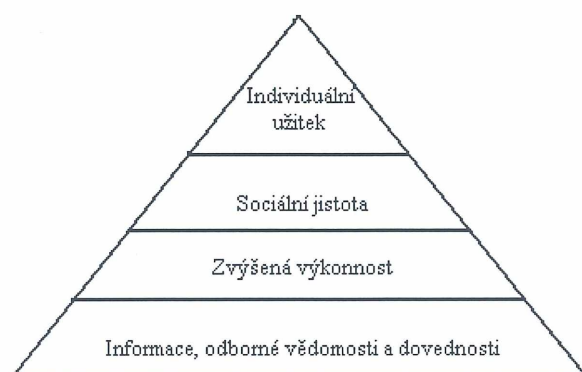 Individuální
užitek
Sociální jistota
Zvýšená výkonnost
Informace, odborné vědomosti a dovednosti